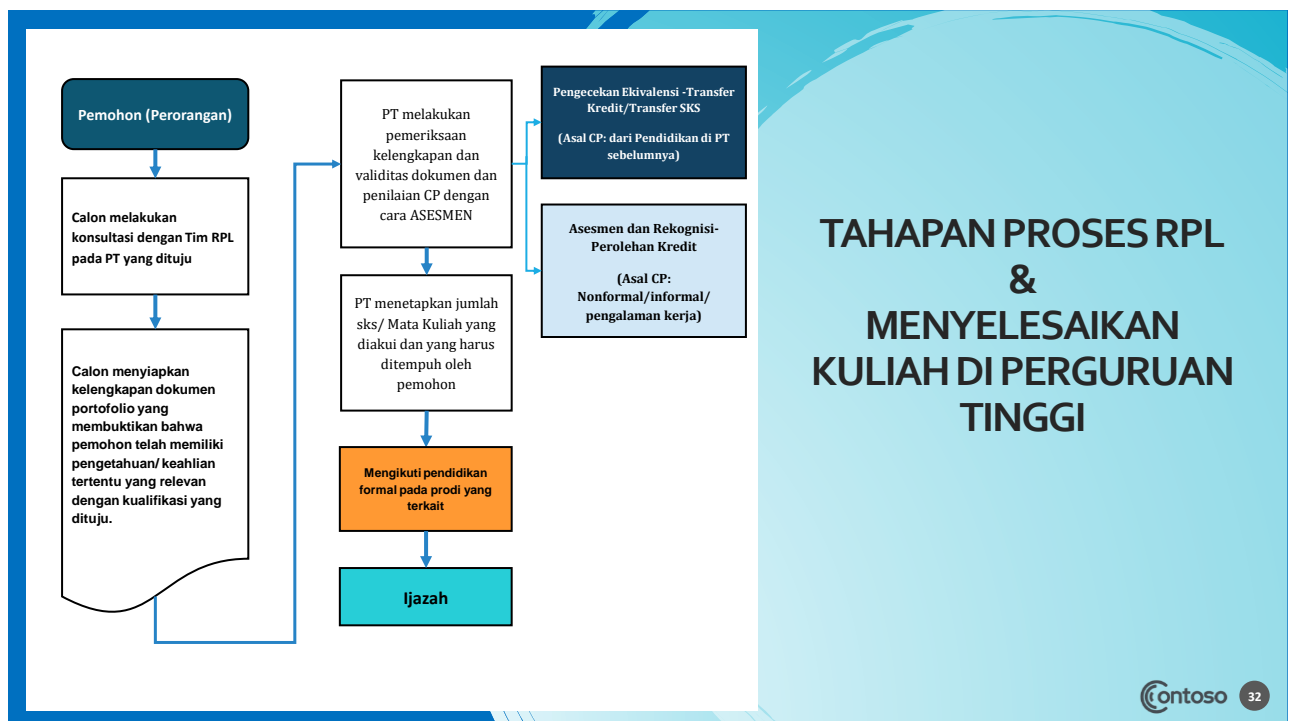 Pemohon (Perorangan)
Calon melakukan
konsultasi dengan Tim RPL
pada PT yang dituju
Calon menyiapkan
kelengkapan dokumen
portofolio yang
membuktikan bahwa
pemohon telah memiliki
pengetahuan/ keahlian
tertentu yang relevan
dengan kualifikasi yang
dituju.
PT melakukan
pemeriksaan
kelengkapan dan
validitas dokumen dan
penilaian CP dengan
cara ASESMEN
PT menetapkan jumlah
sks/ Mata Kuliah yang
diakui dan yang harus
ditempuh oleh
pemohon
Mengikuti pendidikan
formal pada prodi yang
terkait
Ijazah
Pengecekan Ekivalensi -Transfer
Kredit/Transfer SKS
(Asal CP: dari Pendidikan di PT
sebelumnya)
Asesmen dan Rekognisi-
Perolehan Kredit
(Asal CP:
Nonformal/informal/
pengalaman kerja)
TAHAPAN PROSES RPL
&
MENYELESAIKAN
KULIAH DI PERGURUAN
TINGGI
Contoso
32